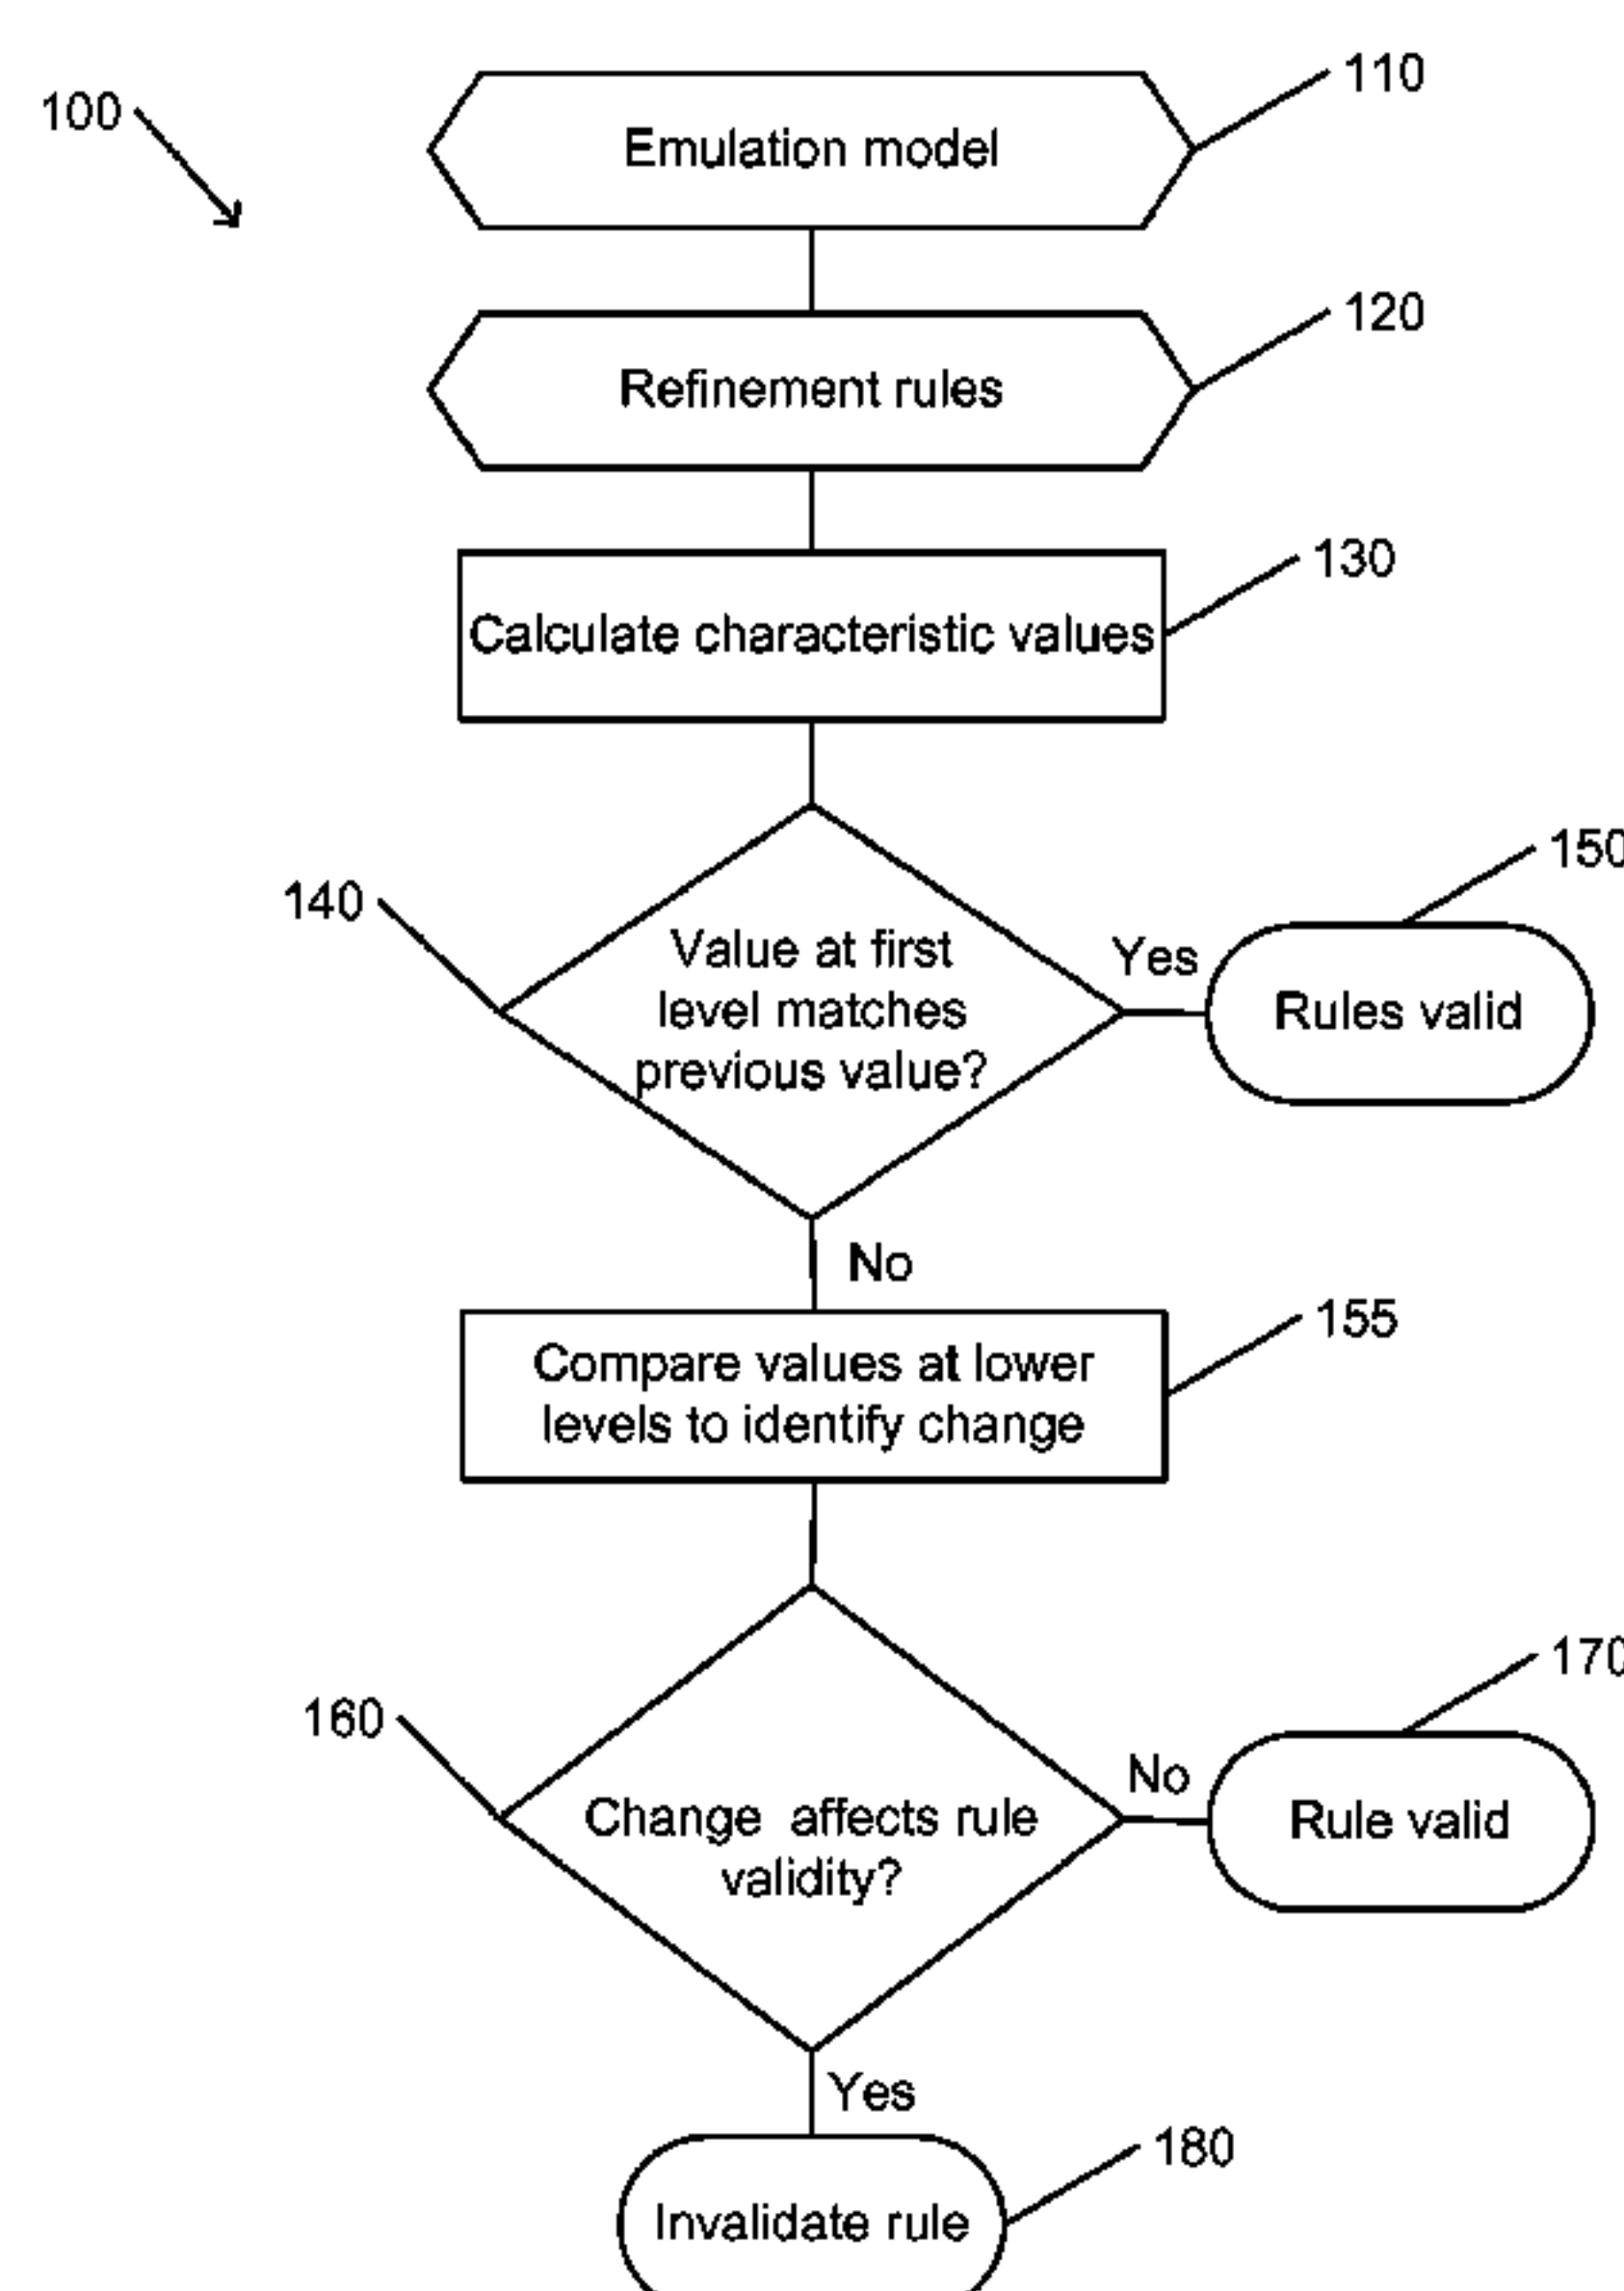 100
110
Emulation model
120
Refinement rules
130
Calculate characteristic values
140
150
Value at first
level matches
previous value?
Yes
Rules valid
No
155
Compare values at lower
levels to identify change
160
170
Change affects rule
validity?
No
Rule valid
Yes
180
Invalidate rule